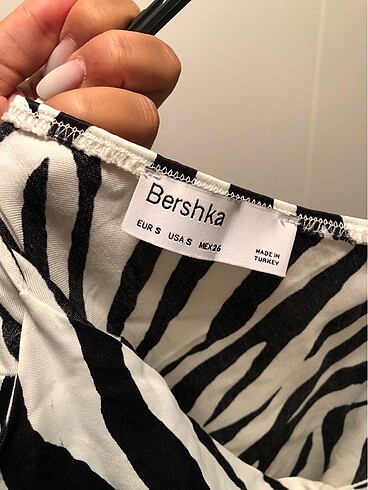 Bershka
EUR S USA S MEX26
MADE IN
TURKEY